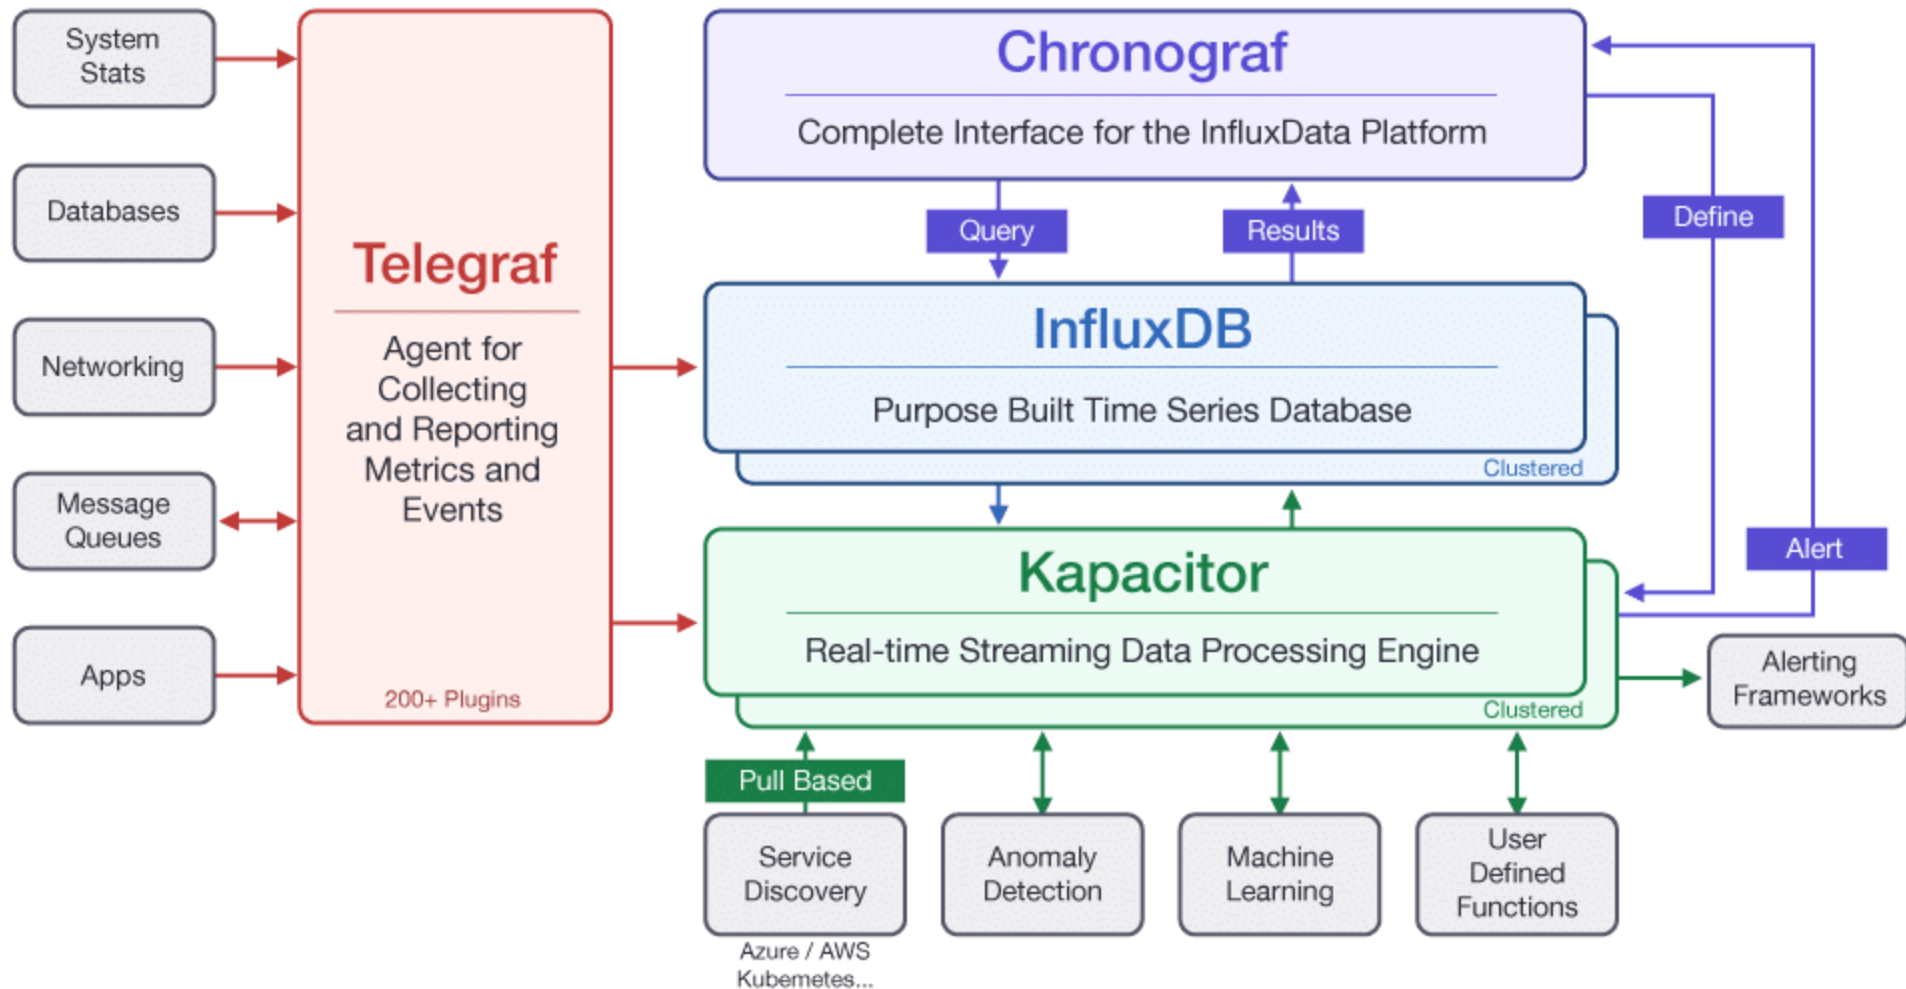 System
Stats
Databases
Networking
Message
Queues
Apps
Telegraf
Agent for
Collecting
and Reporting
Metrics and
Events
200+ Plugins
Chronograf
Complete Interface for the InfluxData Platform
Query
Results
Define
InfluxDB
Purpose Built Time Series Database
Clustered
Alert
Kapacitor
Real-time Streaming Data Processing Engine
Clustered
Alerting
Frameworks
Pull Based
Service
Discovery
Azure / AWS
Kubemetes...
Anomaly
Detection
Machine
Learning
User
Defined
Functions